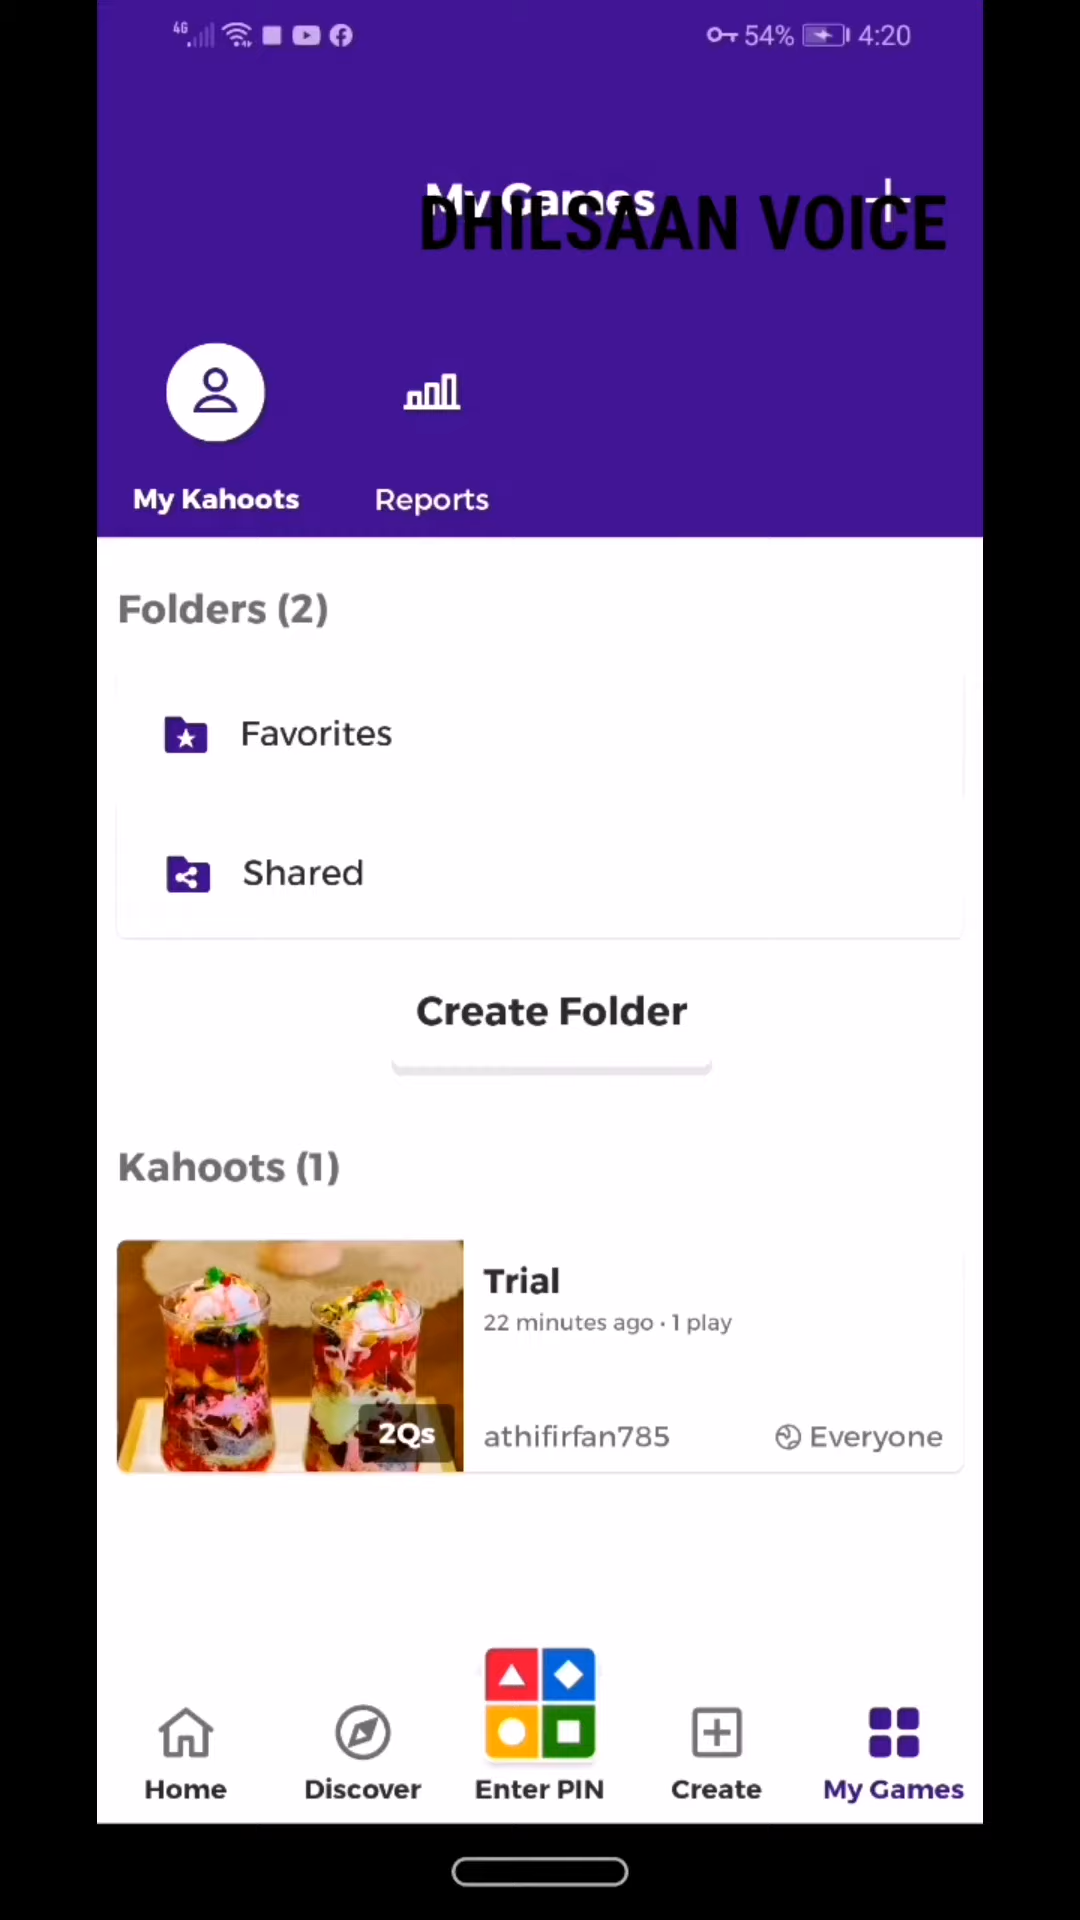 4G 54% 4:20
My Games
DHILSAAN VOICE
My Kahoots Reports
Folders (2)
Favorites
Shared
Create Folder
Kahoots (1)
Trial
22 minutes ago · 1 play
2Qs athifirfan785 Everyone
Home Discover Enter PIN Create My Games